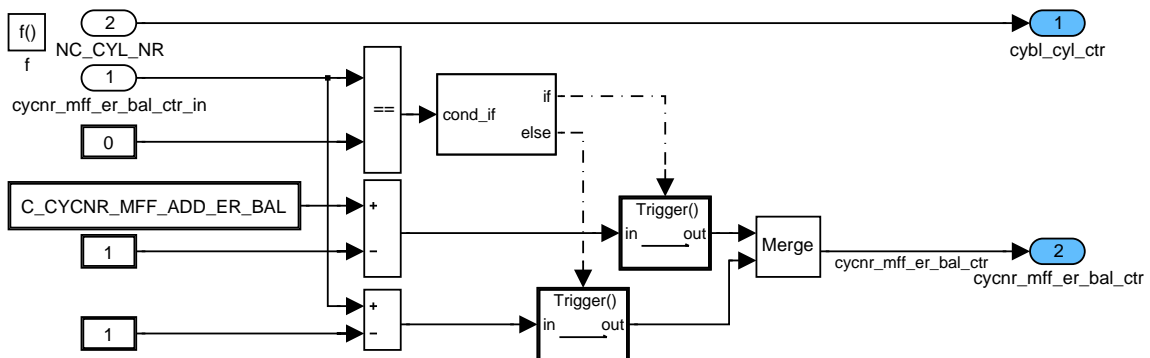 f()
f
2
NC_CYL_NR
1
cybl_cyl_ctr
1
cycnr_mff_er_bal_ctr_in
==
cond_if
if
else
0
C_CYCNR_MFF_ADD_ER_BAL
+
−
1
Trigger()
in
out
Merge
cycnr_mff_er_bal_ctr
2
cycnr_mff_er_bal_ctr
+
−
1
Trigger()
in
out